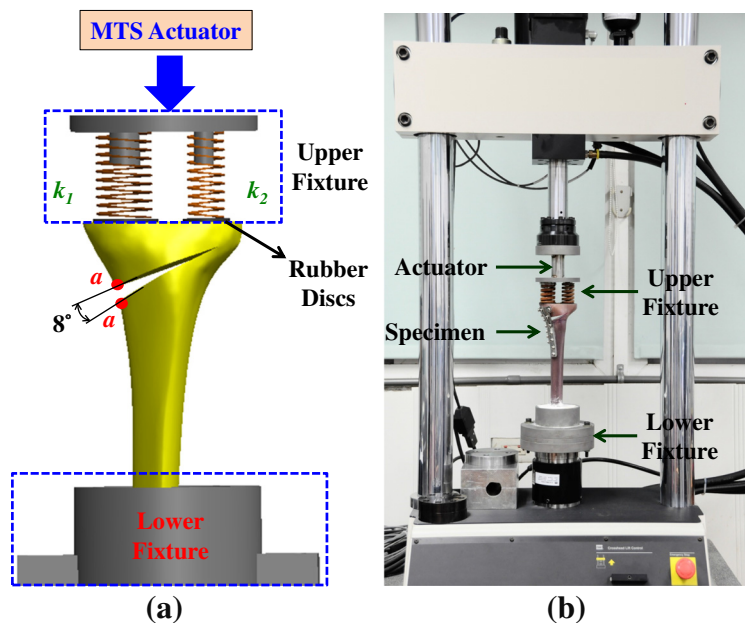 MTS Actuator
Upper
Fixture
k1
k2
Rubber
Discs
a
a
8°
Lower
Fixture
(a)
Actuator
Upper
Fixture
Specimen
Lower
Fixture
(b)